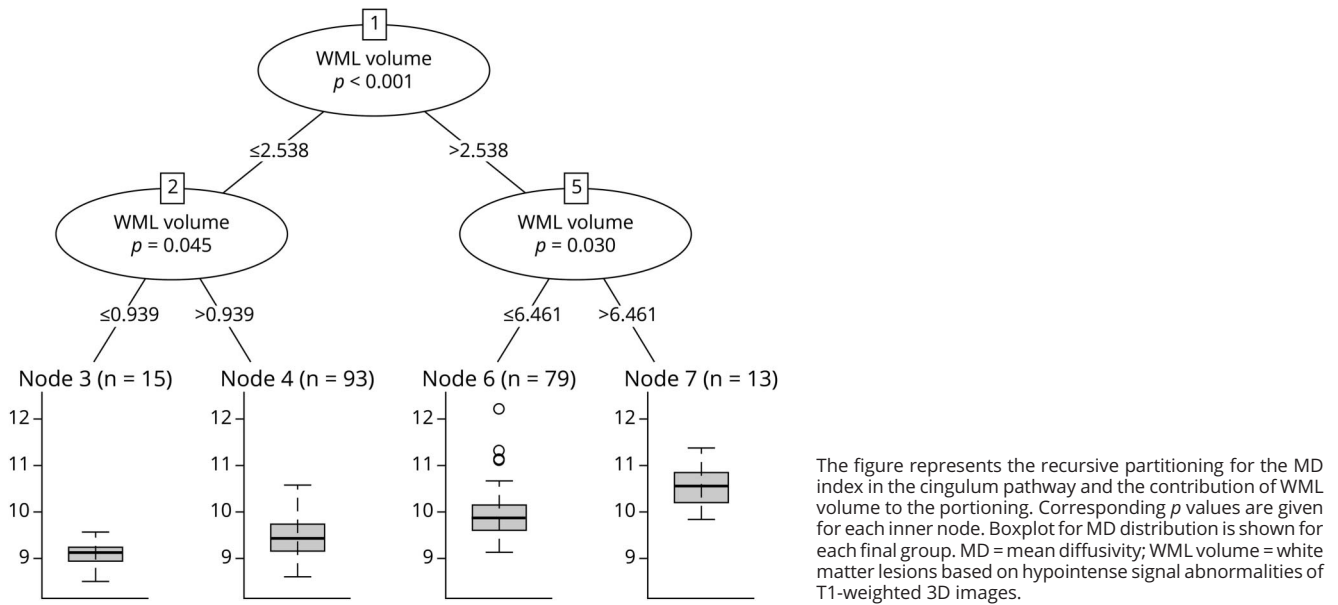 1
WML volume
p < 0.001
≤2.538
>2.538
2
WML volume
p = 0.045
5
WML volume
p = 0.030
≤0.939
>0.939
≤6.461
>6.461
Node 3 (n = 15)
Node 4 (n = 93)
Node 6 (n = 79)
Node 7 (n = 13)
12
11
10
9
12
11
10
9
12
11
10
9
12
11
10
9
The figure represents the recursive partitioning for the MD
index in the cingulum pathway and the contribution of WML
volume to the portioning. Corresponding p values are given
for each inner node. Boxplot for MD distribution is shown for
each final group. MD = mean diffusivity; WML volume = white
matter lesions based on hypointense signal abnormalities of
T1-weighted 3D images.